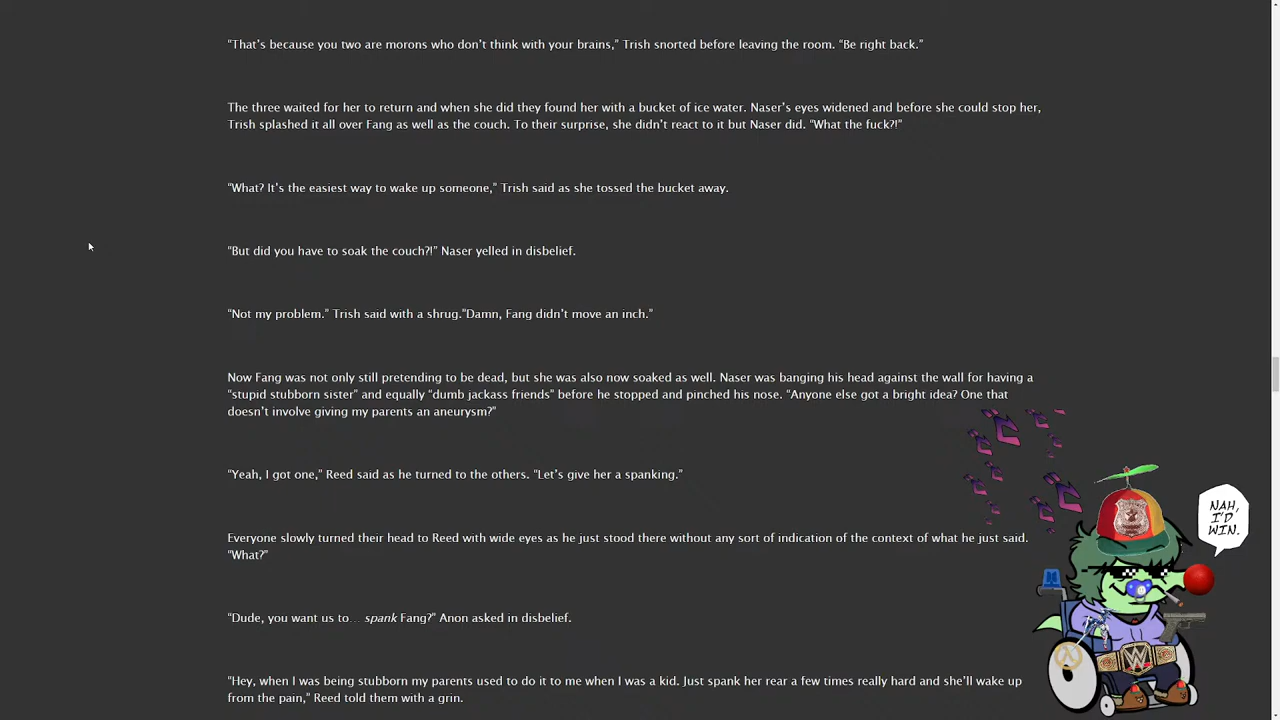 “That’s because you two are morons who don’t think with your brains,” Trish snorted before leaving the room. “Be right back.”
The three waited for her to return and when she did they found her with a bucket of ice water. Naser’s eyes widened and before she could stop her,
Trish splashed it all over Fang as well as the couch. To their surprise, she didn’t react to it but Naser did. “What the fuck?!”
“What? It’s the easiest way to wake up someone,” Trish said as she tossed the bucket away.
“But did you have to soak the couch?!” Naser yelled in disbelief.
“Not my problem.” Trish said with a shrug.”Damn, Fang didn’t move an inch.”
Now Fang was not only still pretending to be dead, but she was also now soaked as well. Naser was banging his head against the wall for having a
“stupid stubborn sister” and equally “dumb jackass friends” before he stopped and pinched his nose. “Anyone else got a bright idea? One that
doesn’t involve giving my parents an aneurysm?”
“Yeah, I got one,” Reed said as he turned to the others. “Let’s give her a spanking.”
Everyone slowly turned their head to Reed with wide eyes as he just stood there without any sort of indication of the context of what he just said.
“What?”
“Dude, you want us to… spank Fang?” Anon asked in disbelief.
“Hey, when I was being stubborn my parents used to do it to me when I was a kid. Just spank her rear a few times really hard and she’ll wake up
from the pain,” Reed told them with a grin.
NAH,
I'D
WIN.